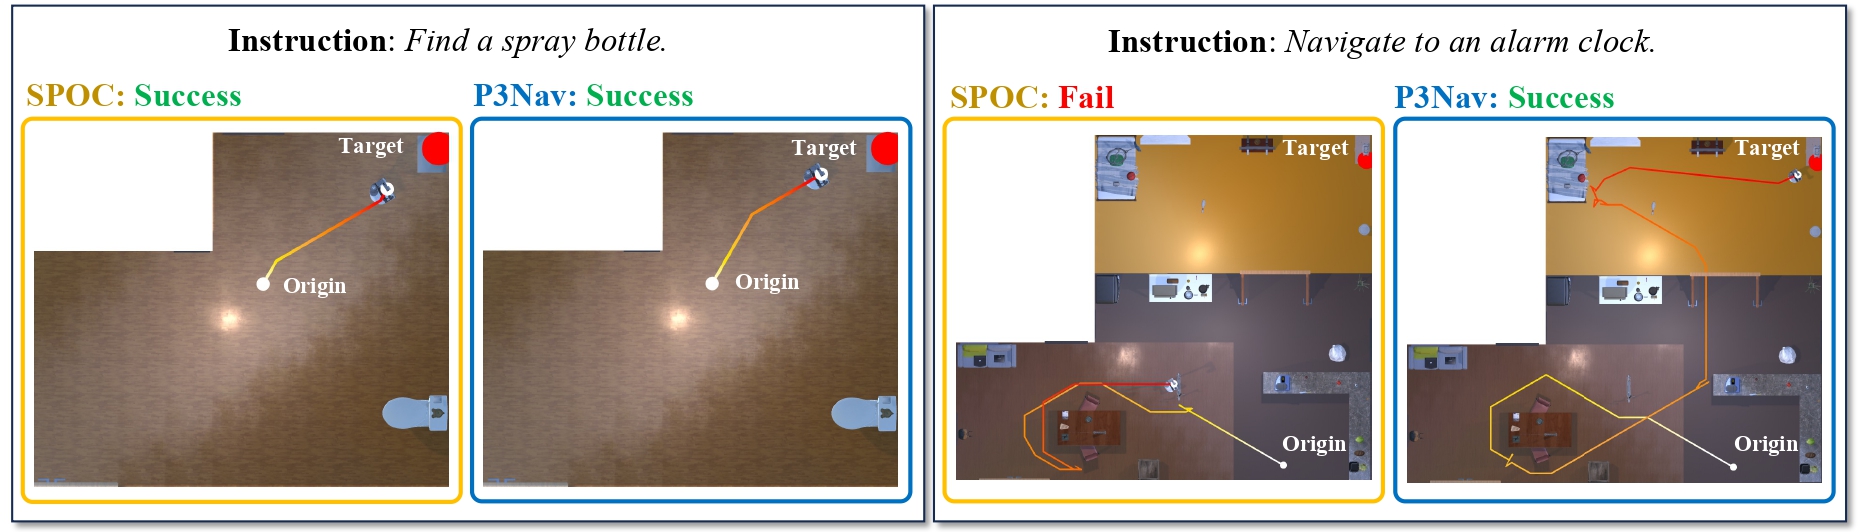 Instruction: Find a spray bottle.
SPOC: Success
P3Nav: Success
Target
Origin
Target
Origin
Instruction: Navigate to an alarm clock.
SPOC: Fail
P3Nav: Success
Target
Origin
Target
Origin